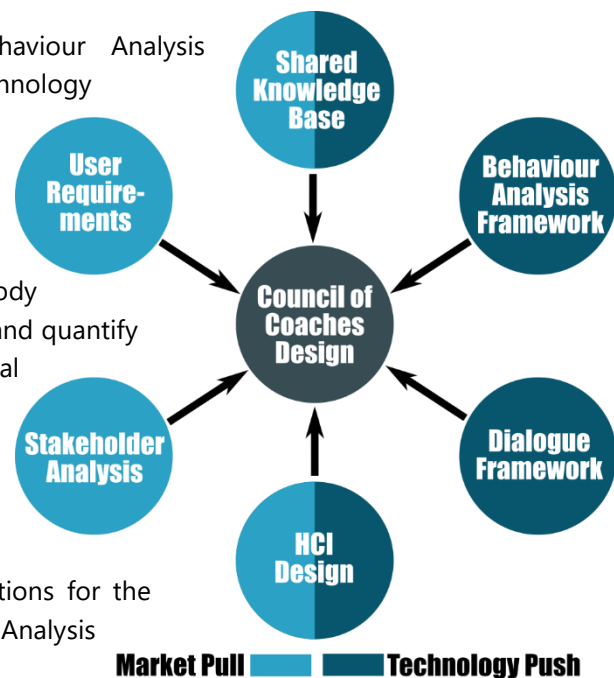 haviour Analysis
hnology
ody
and quantify
al
tions for the
Analysis
Shared
Knowledge
Base
User
Require-
ments
Behaviour
Analysis
Framework
Council of
Coaches
Design
Stakeholder
Analysis
Dialogue
Framework
HCI
Design
Market Pull
Technology Push